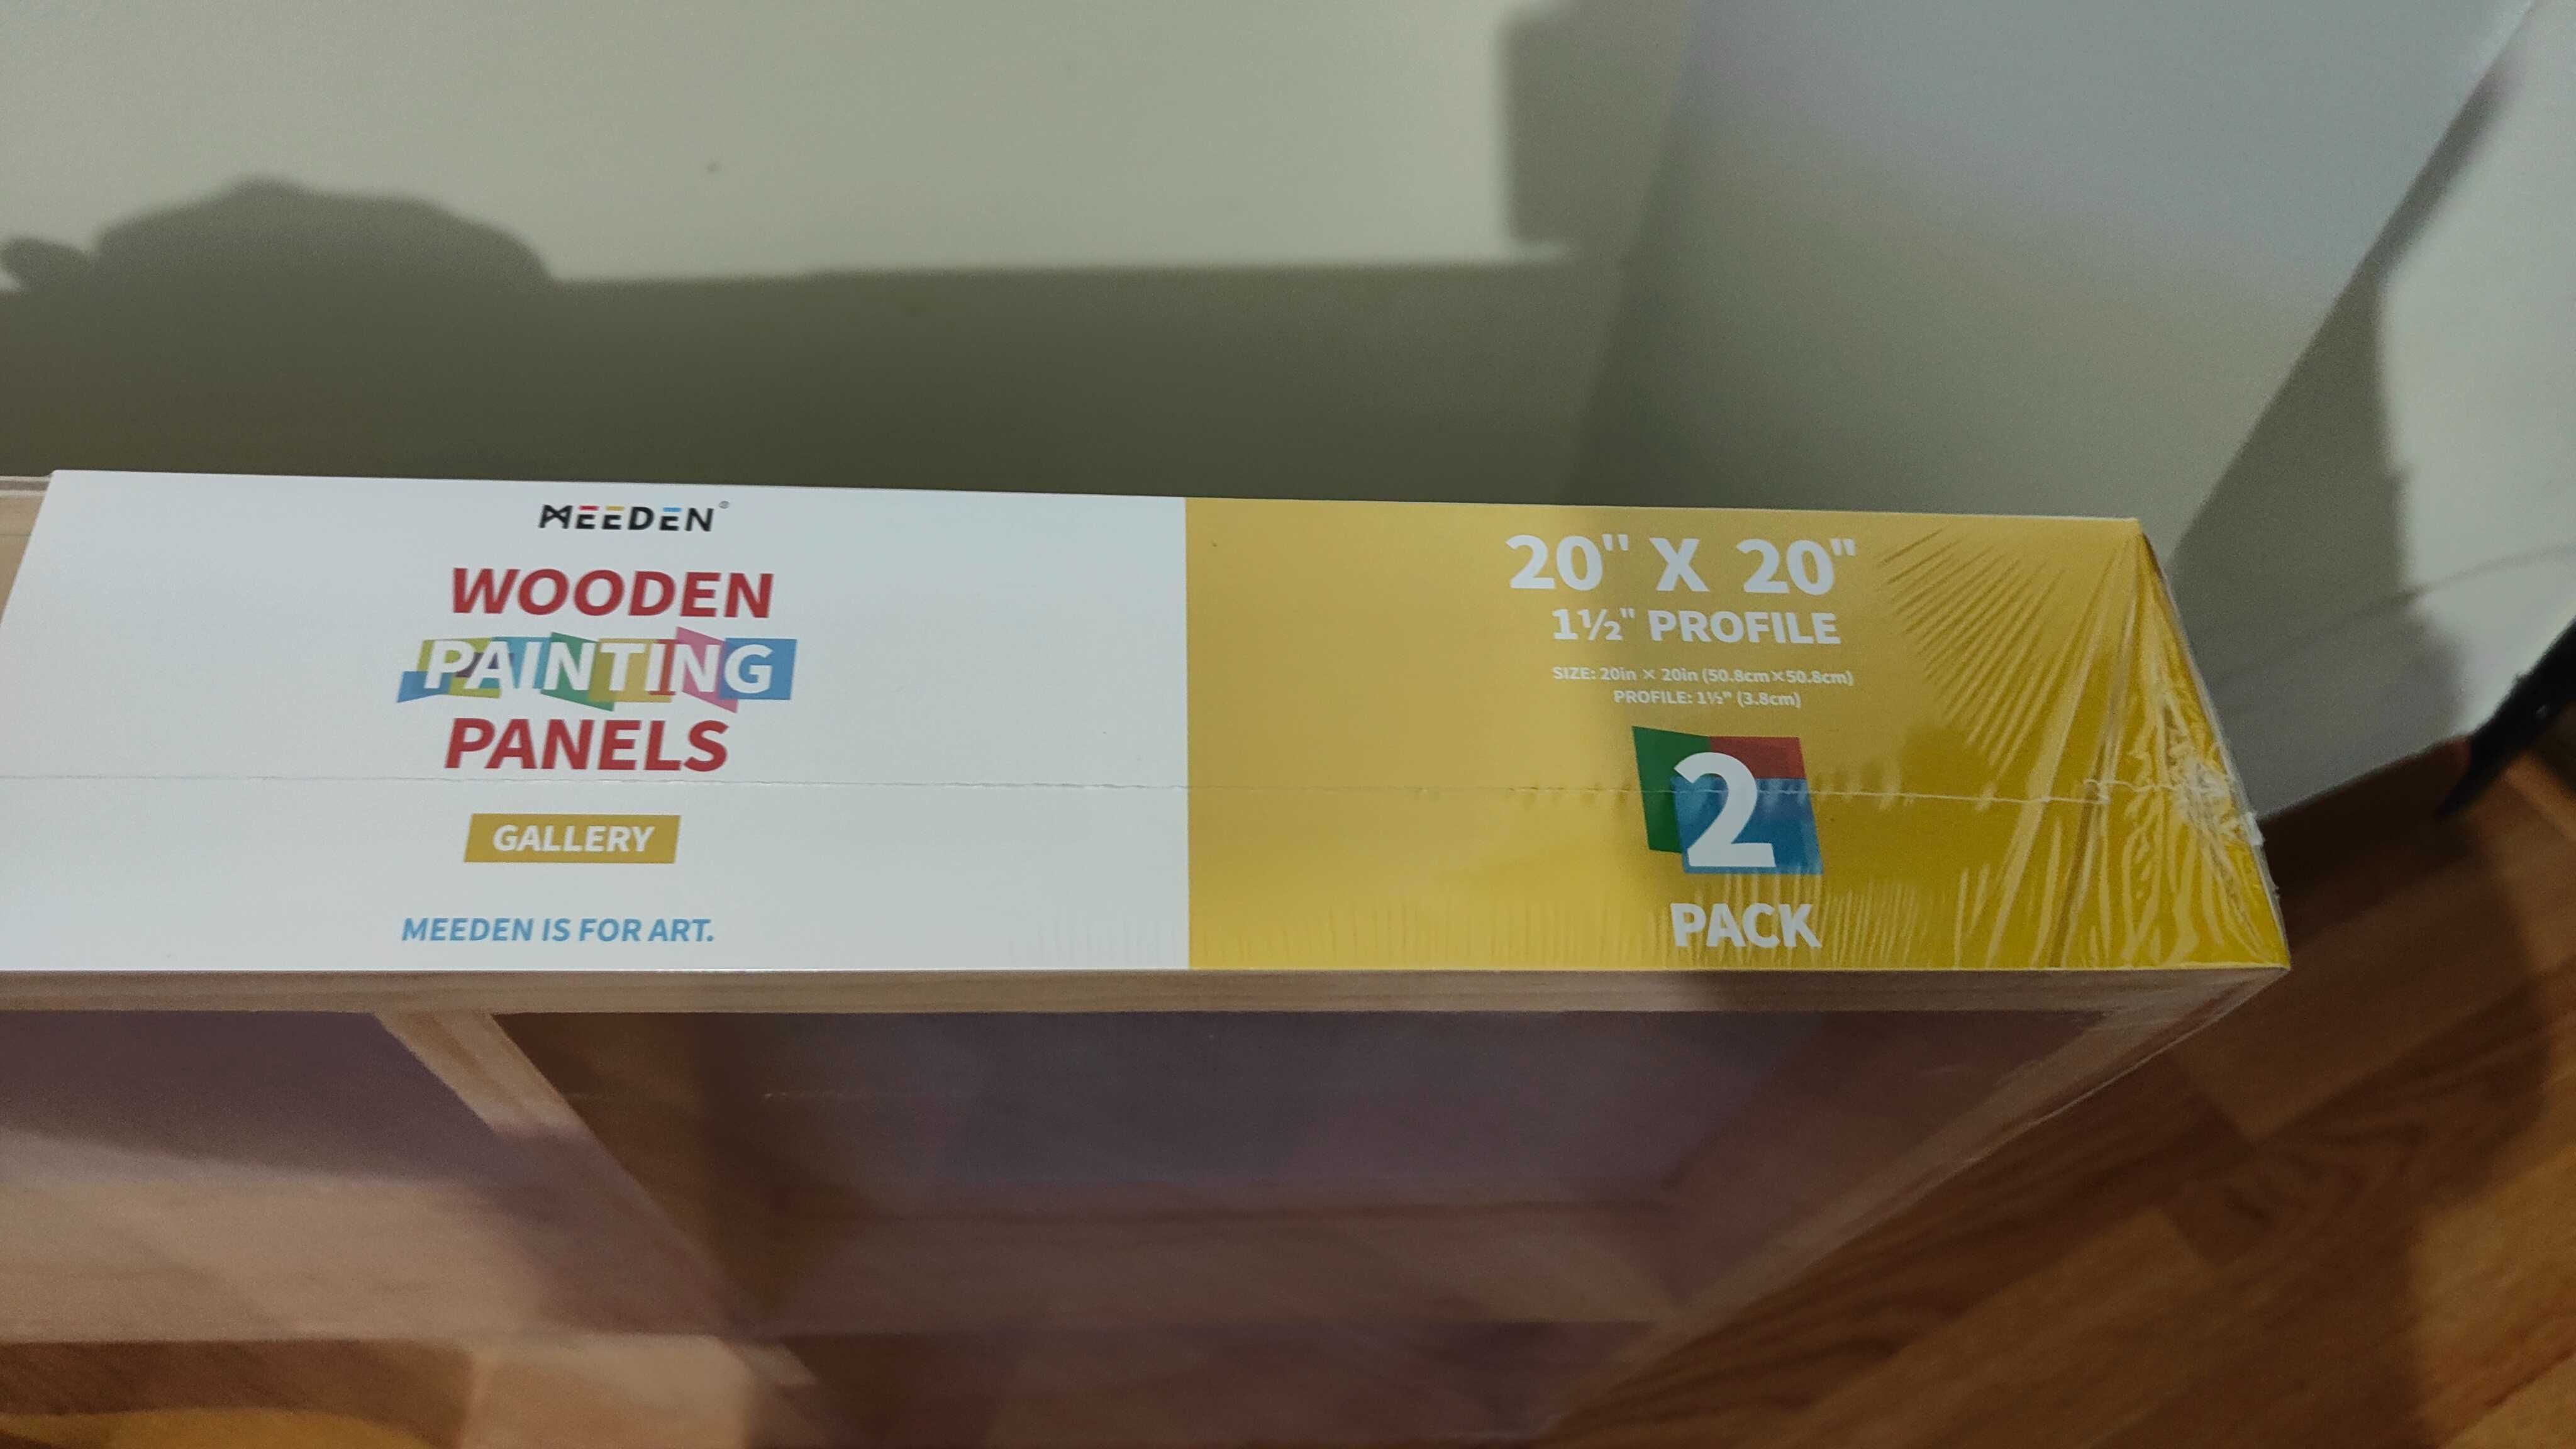 MEEDEN®
WOODEN
PAINTING
PANELS
GALLERY
MEEDEN IS FOR ART.
20" X 20"
1½" PROFILE
SIZE: 20in × 20in (50.8cm×50.8cm)
PROFILE: 1½" (3.8cm)
2
PACK